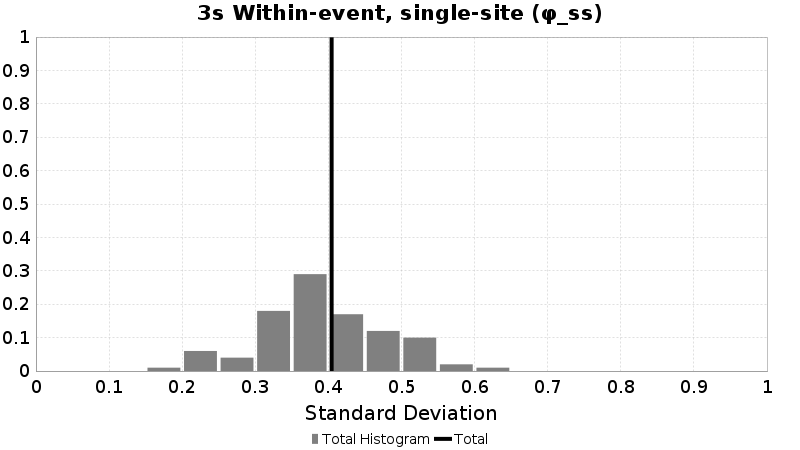 3s Within-event, single-site (φ_ss)
1
0.9
0.8
0.7
0.6
0.5
0.4
0.3
0.2
0.1
0
0 0.1 0.2 0.3 0.4 0.5 0.6 0.7 0.8 0.9 1
Standard Deviation
Total Histogram Total